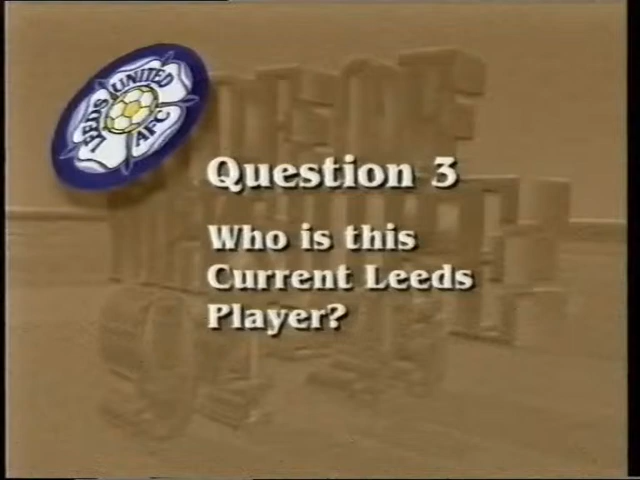 LEEDS UNITED AFC
Question 3
Who is this
Current Leeds
Player?